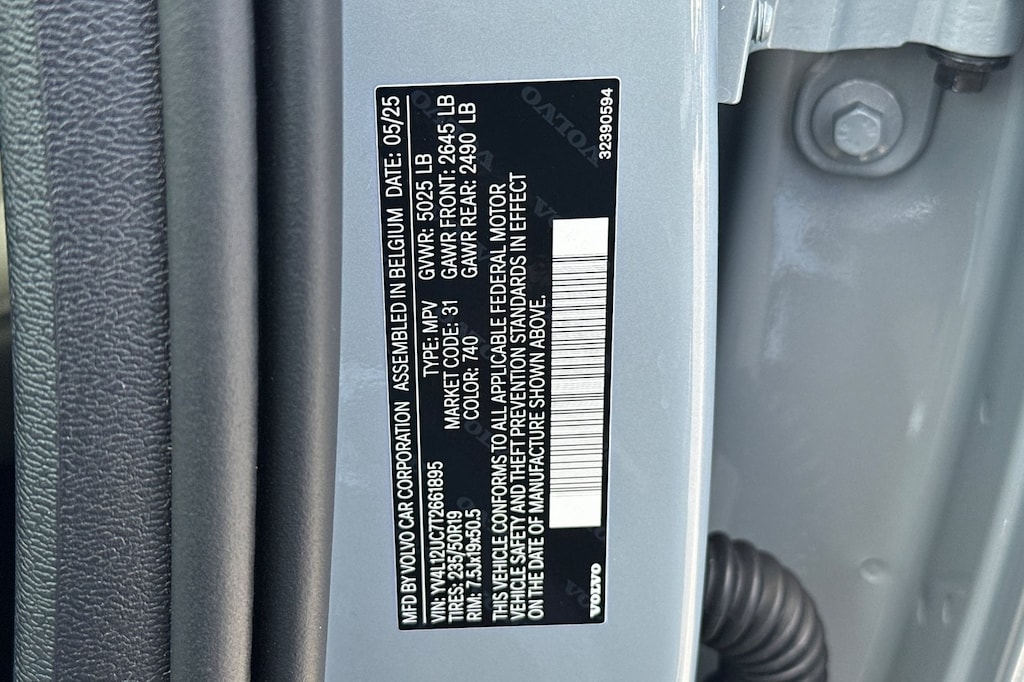 MFD BY VOLVO CAR CORPORATION ASSEMBLED IN BELGIUM DATE: 05/25
VIN: YV4L12UC7T2661895 TYPE: MPV GVWR: 5025 LB
TIRES: 235/50R19 MARKET CODE: 31 GAWR FRONT: 2645 LB
RIM: 7.5Jx19x50.5 COLOR: 740 GAWR REAR: 2490 LB
THIS VEHICLE CONFORMS TO ALL APPLICABLE FEDERAL MOTOR
VEHICLE SAFETY AND THEFT PREVENTION STANDARDS IN EFFECT
ON THE DATE OF MANUFACTURE SHOWN ABOVE.
VOLVO 32390594